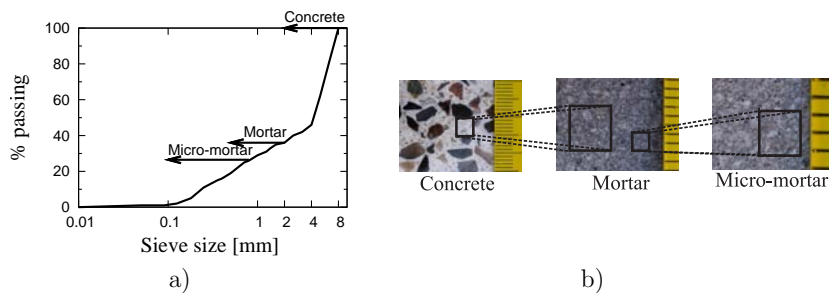 Concrete
100
80
60
40
20
0
% passing
Mortar
Micro-mortar
0.01 0.1 1 2 4 8
Sieve size [mm]
a)
Concrete Mortar Micro-mortar
b)